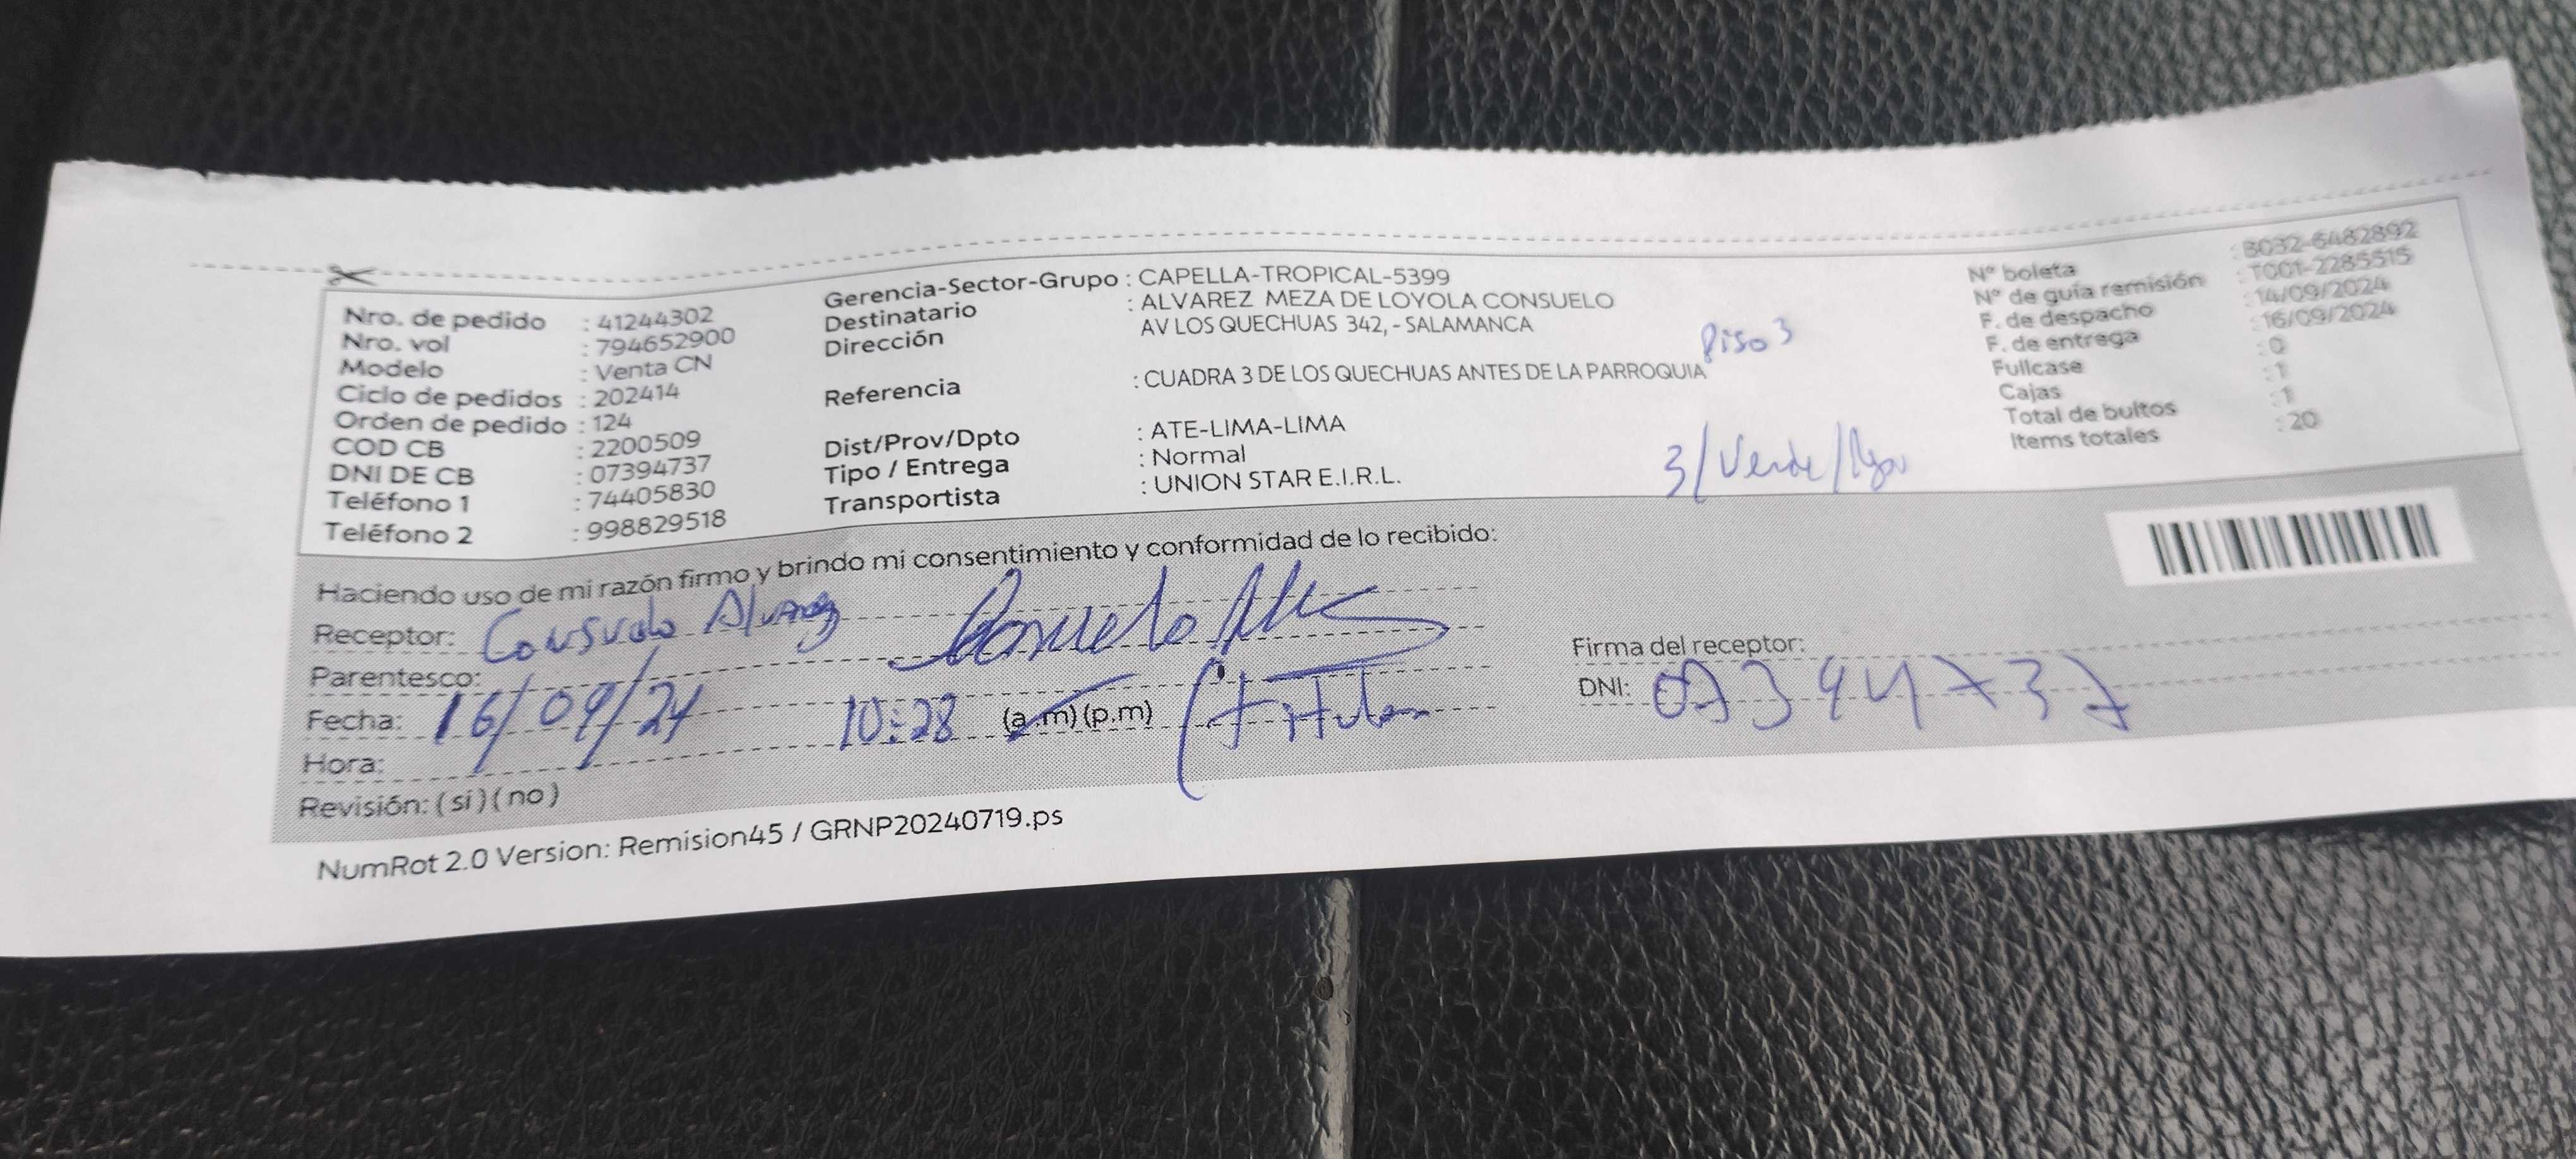 Nro. de pedido : 41244302
Nro. vol : 794652900
Modelo : Venta CN
Ciclo de pedidos : 202414
Orden de pedido : 124
COD CB : 2200509
DNI DE CB : 07394737
Teléfono 1 : 74405830
Teléfono 2 : 998829518
Gerencia-Sector-Grupo : CAPELLA-TROPICAL-5399
Destinatario : ALVAREZ MEZA DE LOYOLA CONSUELO
Dirección AV LOS QUECHUAS 342, - SALAMANCA
Piso 3
Referencia : CUADRA 3 DE LOS QUECHUAS ANTES DE LA PARROQUIA
Dist/Prov/Dpto : ATE-LIMA-LIMA
Tipo / Entrega : Normal
Transportista : UNION STAR E.I.R.L.
3/Verde/
N° boleta : B032-6482892
N° de guía remisión : T001-2285515
F. de despacho : 14/09/2024
F. de entrega : 16/09/2024
Fullcase : 0
Cajas : 1
Total de bultos : 1
Items totales : 20
Haciendo uso de mi razón firmo y brindo mi consentimiento y conformidad de lo recibido:
Receptor: Consuelo Alvarez Consuelo
Firma del receptor:
Parentesco:
DNI: 07394737
Fecha: 16/09/24 10:28 (a.m) (p.m) Titular
Hora:
Revisión: (si) (no)
NumRot 2.0 Version: Remision45 / GRNP20240719.ps